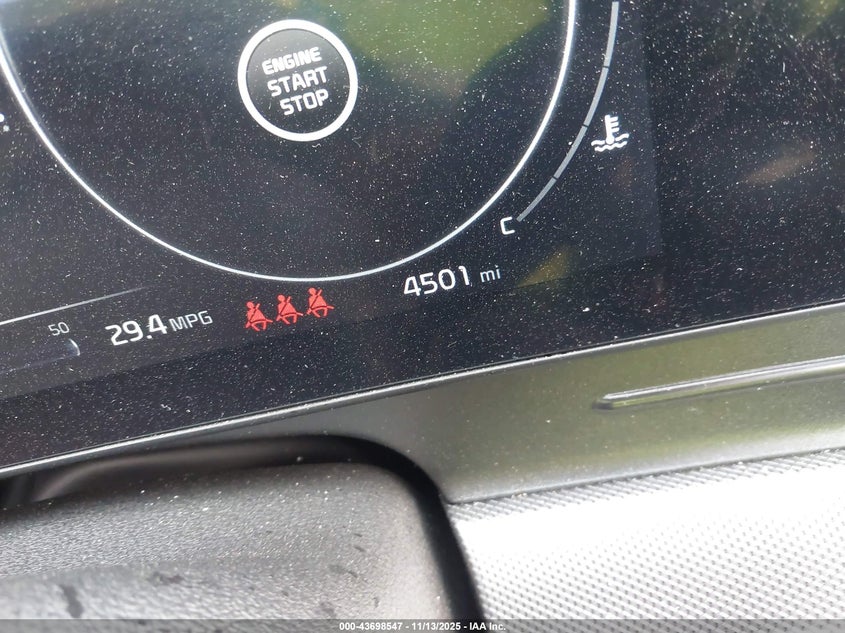 ENGINE
START
STOP
C
4501 mi
50
29.4 MPG
000-43698547 - 11/13/2025 - IAA Inc.